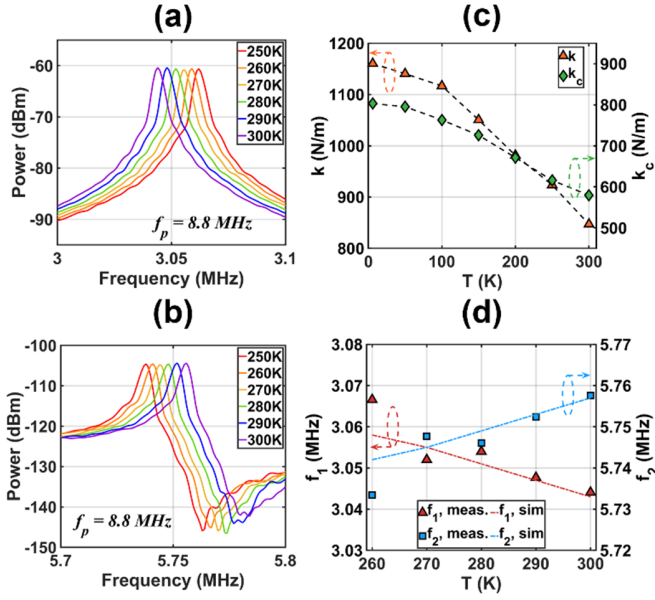 (a)
Power (dBm)
-60
-70
-80
-90
250K
260K
270K
280K
290K
300K
f_p = 8.8 MHz
3
3.05
3.1
Frequency (MHz)
(c)
k (N/m)
1200
1100
1000
900
800
k
k_c
900
800
700
600
500
k_c (N/m)
0
100
200
300
T (K)
(b)
Power (dBm)
-100
-110
-120
-130
-140
-150
250K
260K
270K
280K
290K
300K
f_p = 8.8 MHz
5.7
5.75
5.8
Frequency (MHz)
(d)
f_1 (MHz)
3.08
3.07
3.06
3.05
3.04
3.03
f_1, meas. f_1, sim
f_2, meas. f_2, sim
5.77
5.76
5.75
5.74
5.73
5.72
f_2 (MHz)
260
270
280
290
300
T (K)